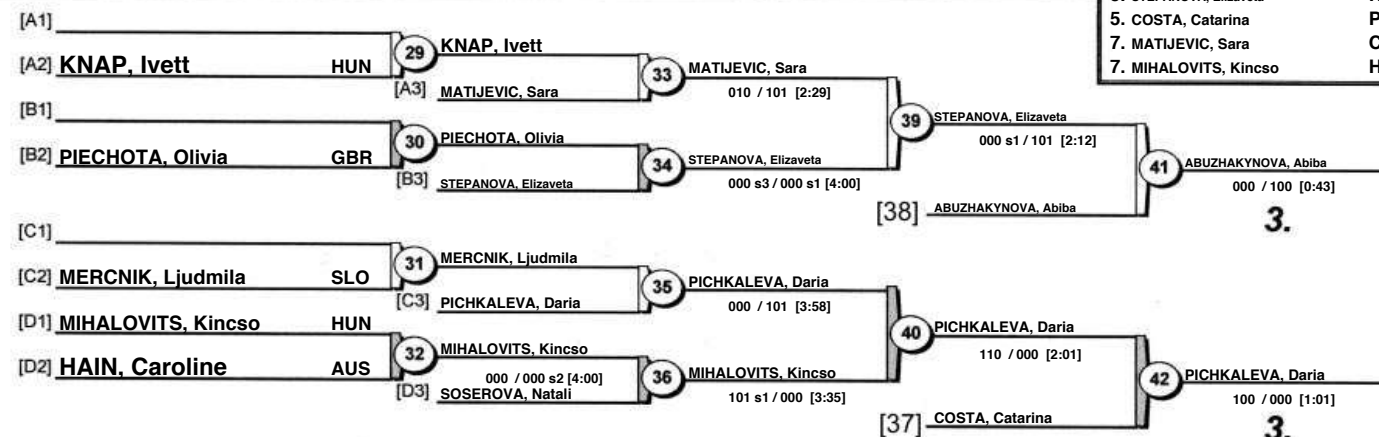 [A1]
[A2] KNAP, Ivett HUN
29
KNAP, Ivett
[A3] MATIJEVIC, Sara
33
MATIJEVIC, Sara
010 / 101 [2:29]
[B1]
[B2] PIECHOTA, Olivia GBR
30
PIECHOTA, Olivia
[B3] STEPANOVA, Elizaveta
34
STEPANOVA, Elizaveta
000 s3 / 000 s1 [4:00]
39
STEPANOVA, Elizaveta
000 s1 / 101 [2:12]
[38] ABUZHAKYNOVA, Abiba
41
ABUZHAKYNOVA, Abiba
000 / 100 [0:43]
3.
[C1]
[C2] MERCNIK, Ljudmila SLO
31
MERCNIK, Ljudmila
[C3] PICHKALEVA, Daria
35
PICHKALEVA, Daria
000 / 101 [3:58]
[D1] MIHALOVITS, Kincso HUN
[D2] HAIN, Caroline AUS
32
MIHALOVITS, Kincso
000 / 000 s2 [4:00]
[D3] SOSEROVA, Natali
36
MIHALOVITS, Kincso
101 s1 / 000 [3:35]
40
PICHKALEVA, Daria
110 / 000 [2:01]
[37] COSTA, Catarina
42
PICHKALEVA, Daria
100 / 000 [1:01]
3.
5. COSTA, Catarina P
7. MATIJEVIC, Sara C
7. MIHALOVITS, Kincso H